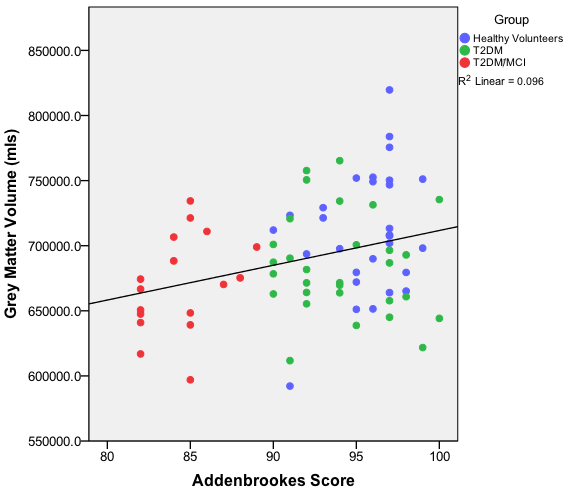 Group
Healthy Volunteers
T2DM
T2DM/MCI
R2 Linear = 0.096
Grey Matter Volume (mls)
850000.0
800000.0
750000.0
700000.0
650000.0
600000.0
550000.0
80 85 90 95 100
Addenbrookes Score